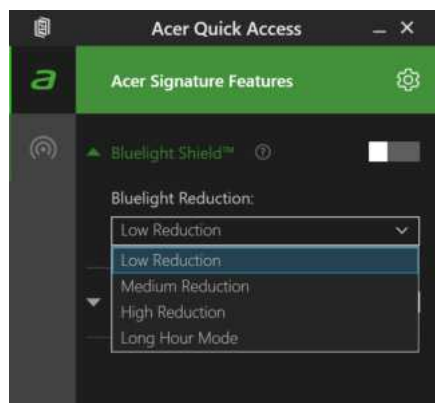 Acer Quick Access
a
Acer Signature Features
Bluelight Shield™ ?
Bluelight Reduction:
Low Reduction
Low Reduction
Medium Reduction
High Reduction
Long Hour Mode